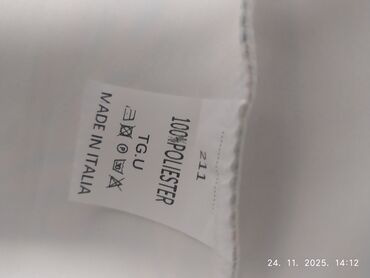 211
100%POLIESTER
TG.U
MADE IN ITALIA
24. 11. 2025. 14:12